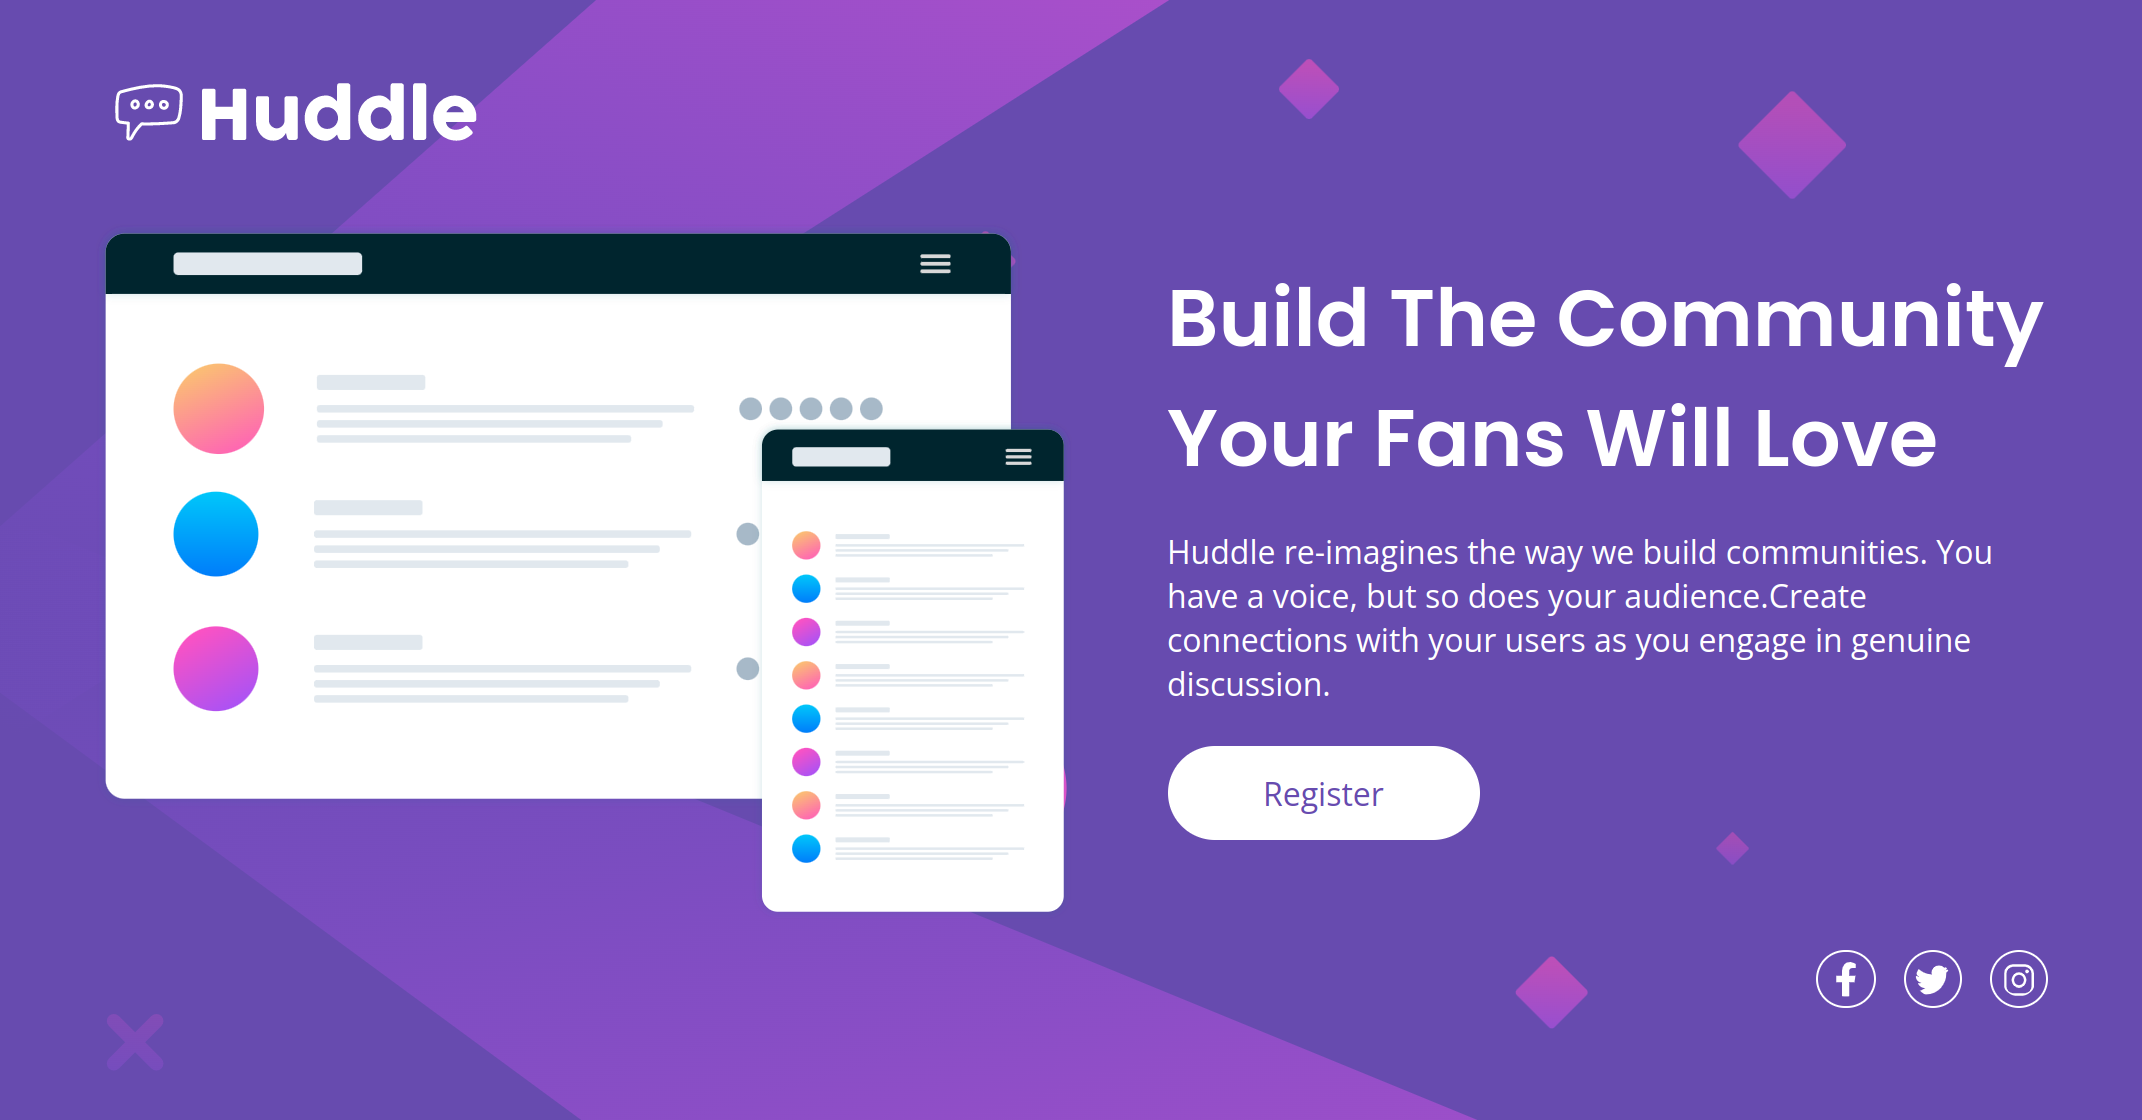 Huddle
Build The Community
Your Fans Will Love
Huddle re-imagines the way we build communities. You
have a voice, but so does your audience.Create
connections with your users as you engage in genuine
discussion.
Register